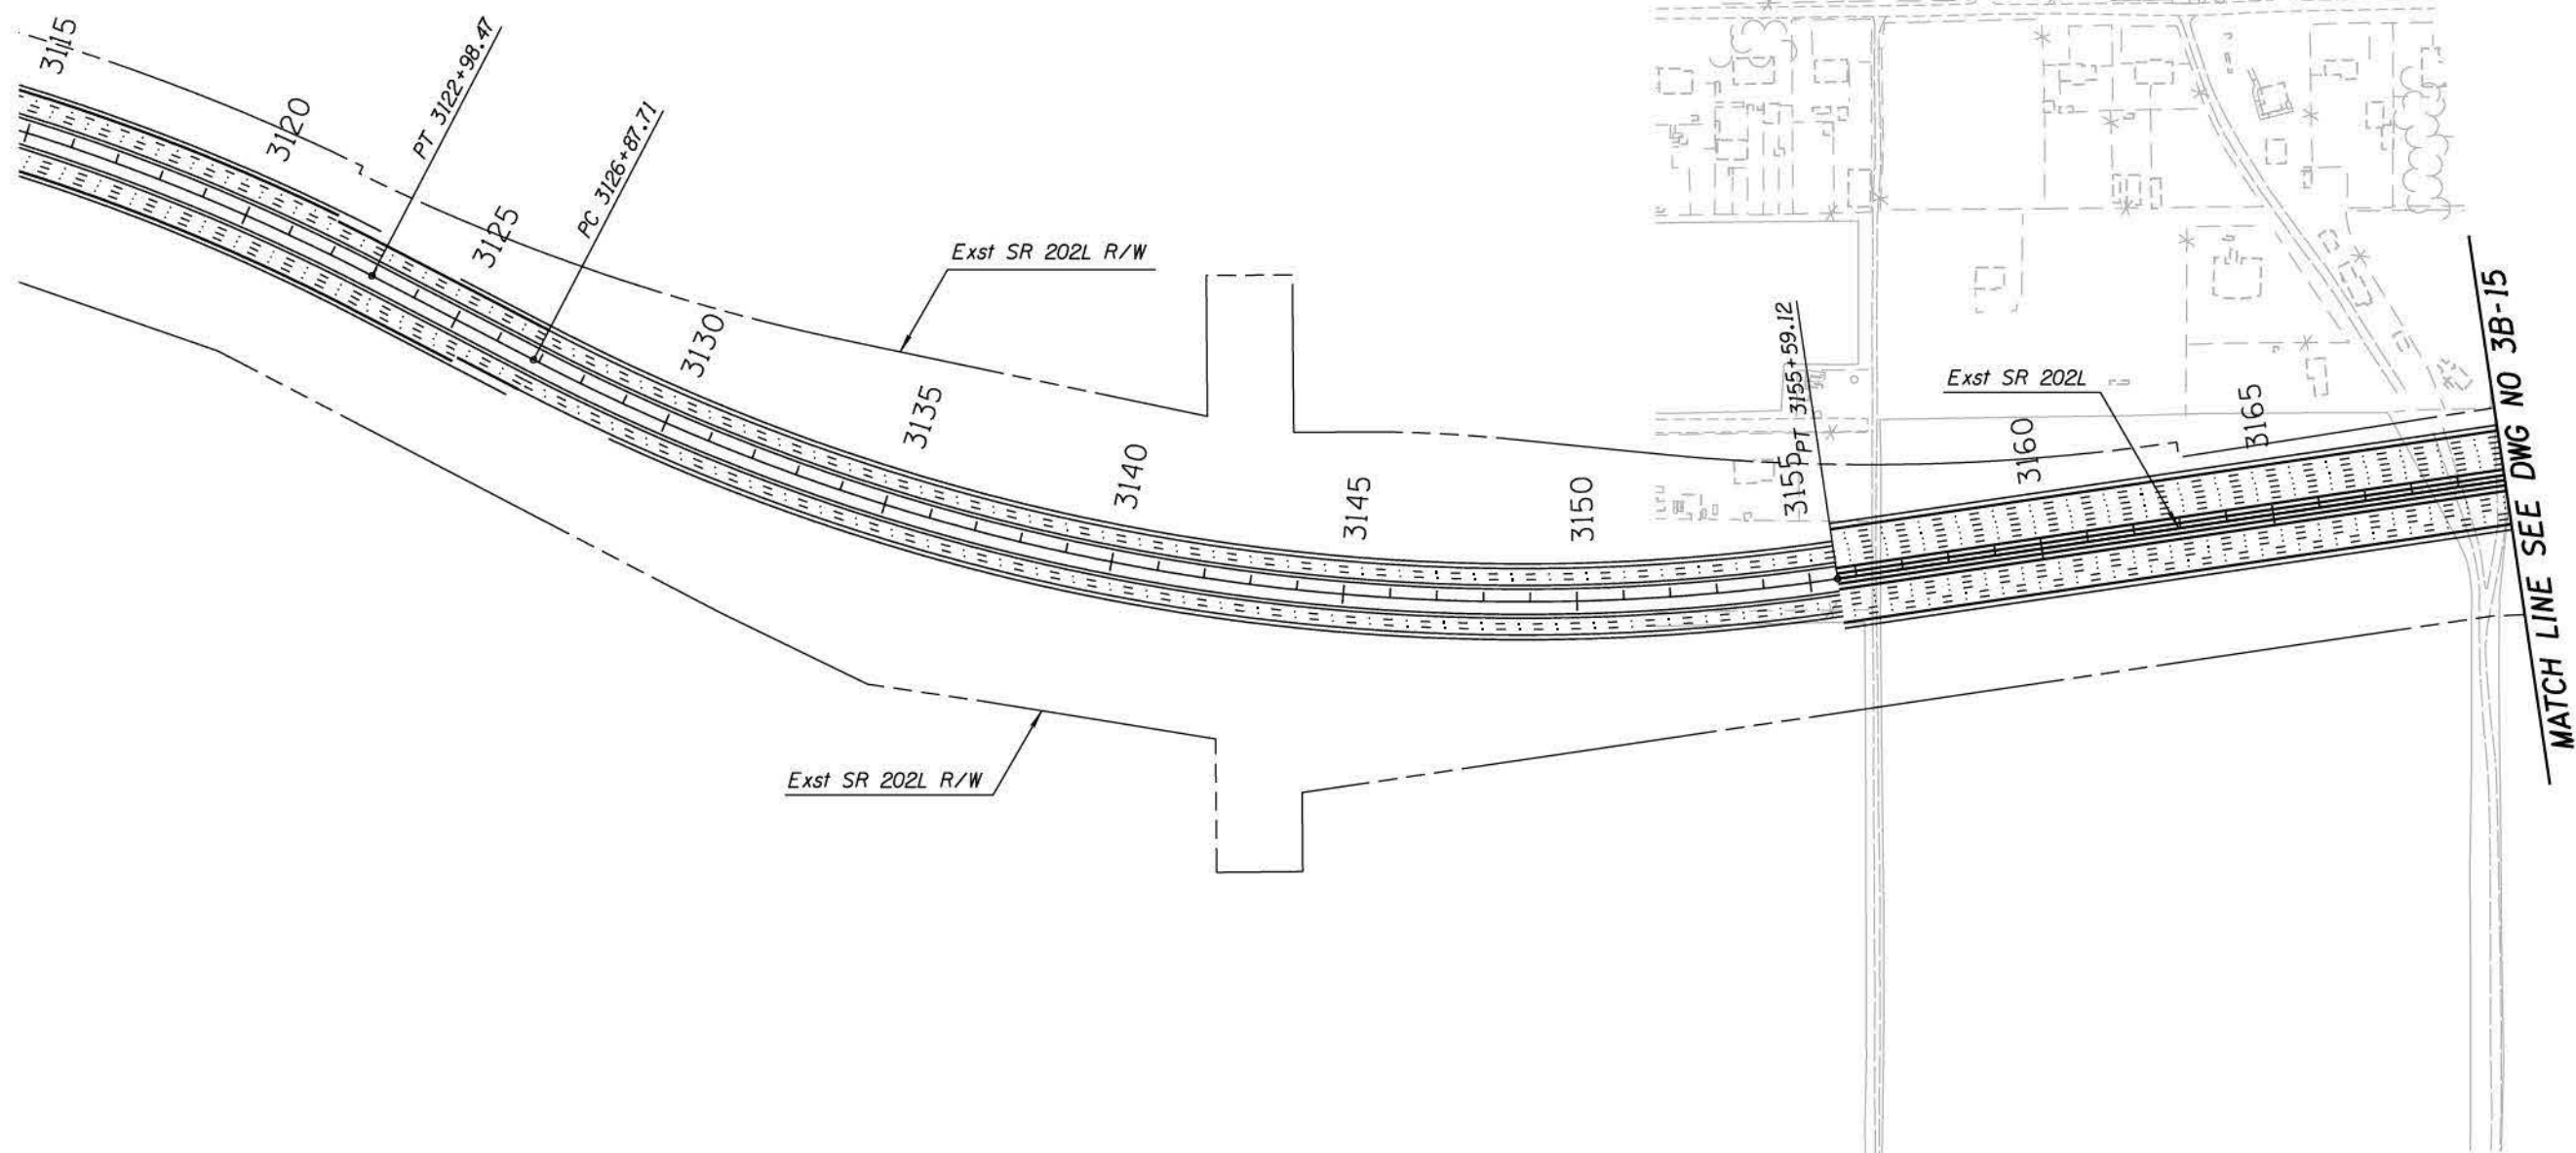 3115
3120
PT 3122+98.47
3125
PC 3126+87.71
3130
Exst SR 202L R/W
3135
3140
3145
3150
3155
PT 3155+59.12
Exst SR 202L
3160
3165
MATCH LINE SEE DWG NO 3B-15
Exst SR 202L R/W